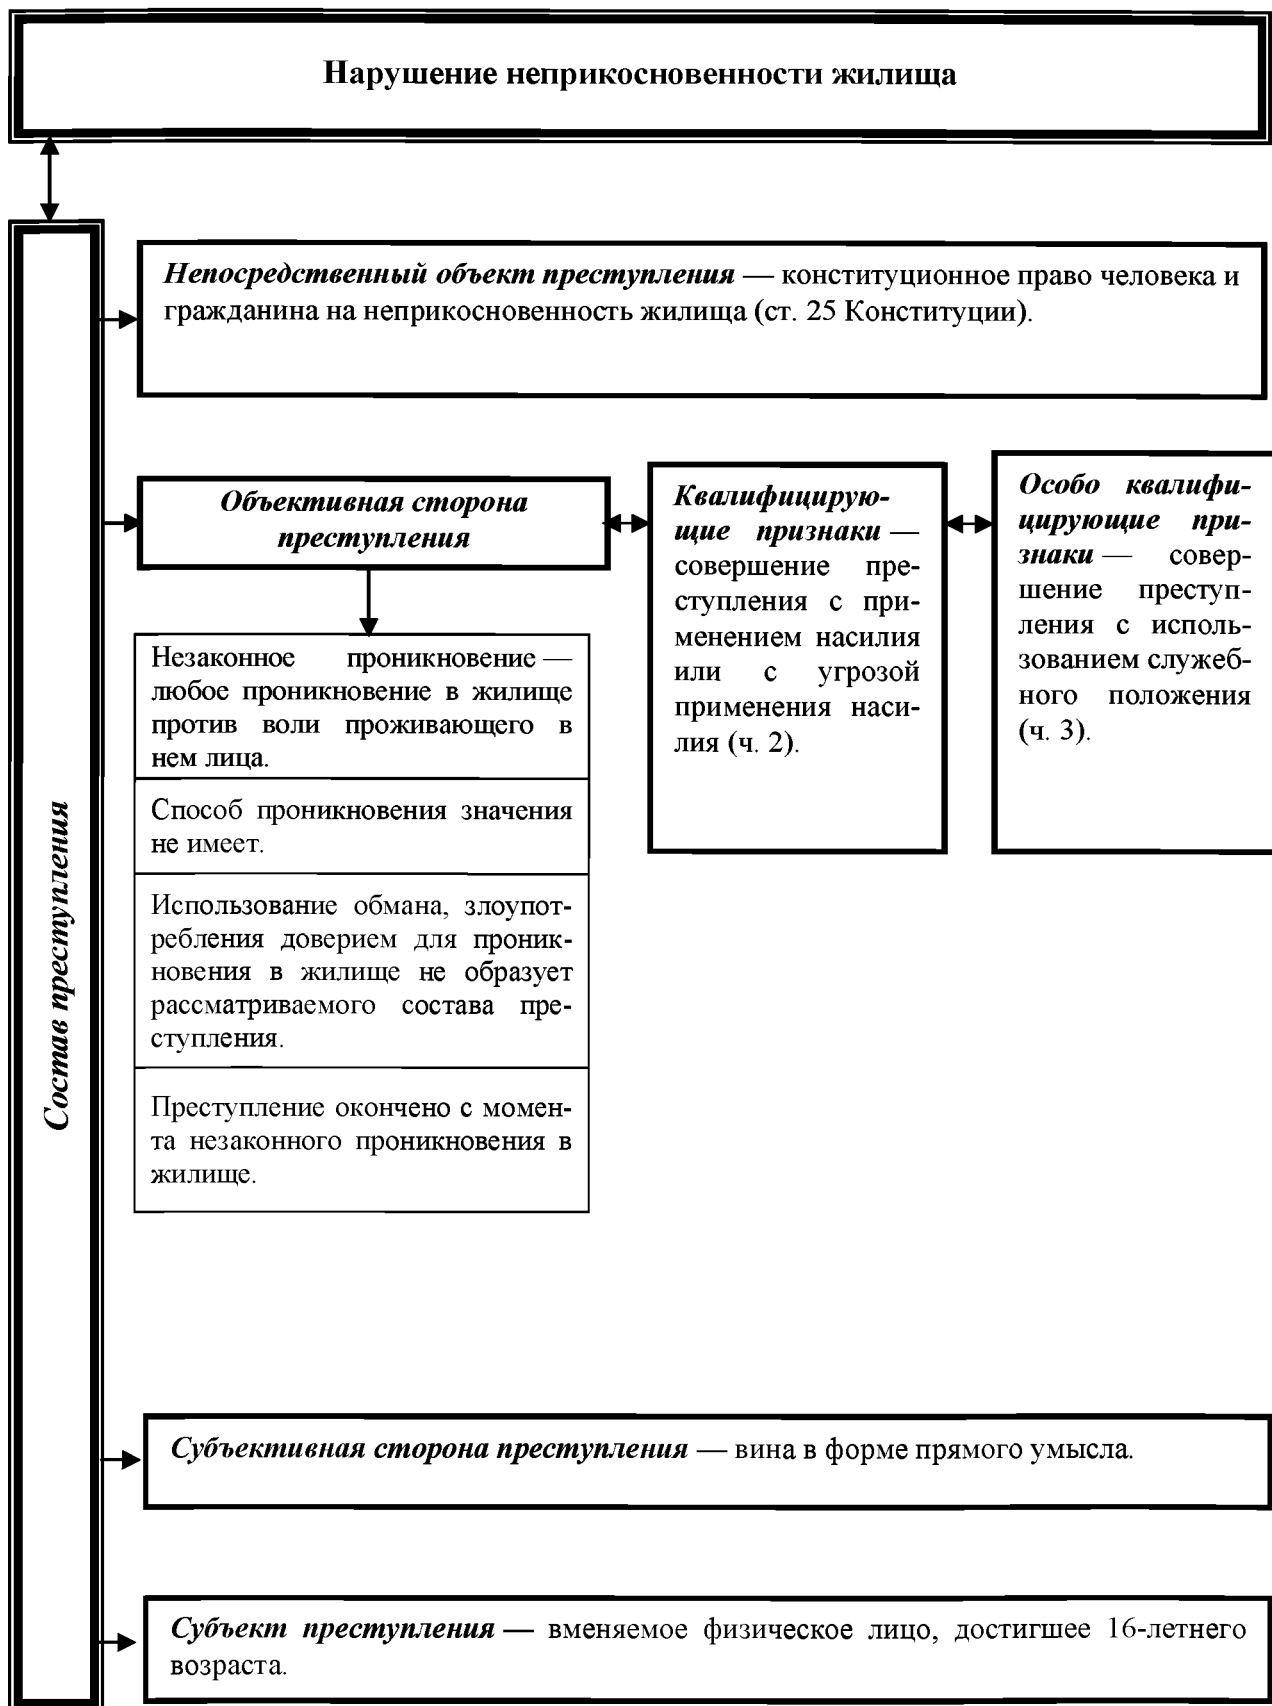 Нарушение неприкосновенности жилища
Состав преступления
Непосредственный объект преступления — конституционное право человека и
гражданина на неприкосновенность жилища (ст. 25 Конституции).
Объективная сторона
преступления
Незаконное проникновение —
любое проникновение в жилище
против воли проживающего в
нем лица.
Способ проникновения значения
не имеет.
Использование обмана, злоупот-
ребления доверием для проник-
новения в жилище не образует
рассматриваемого состава пре-
ступления.
Преступление окончено с момен-
та незаконного проникновения в
жилище.
Квалифицирую-
щие признаки —
совершение пре-
ступления с при-
менением насилия
или с угрозой
применения наси-
лия (ч. 2).
Особо квалифи-
цирующие при-
знаки — совер-
шение преступ-
ления с исполь-
зованием служеб-
ного положения
(ч. 3).
Субъективная сторона преступления — вина в форме прямого умысла.
Субъект преступления — вменяемое физическое лицо, достигшее 16-летнего
возраста.